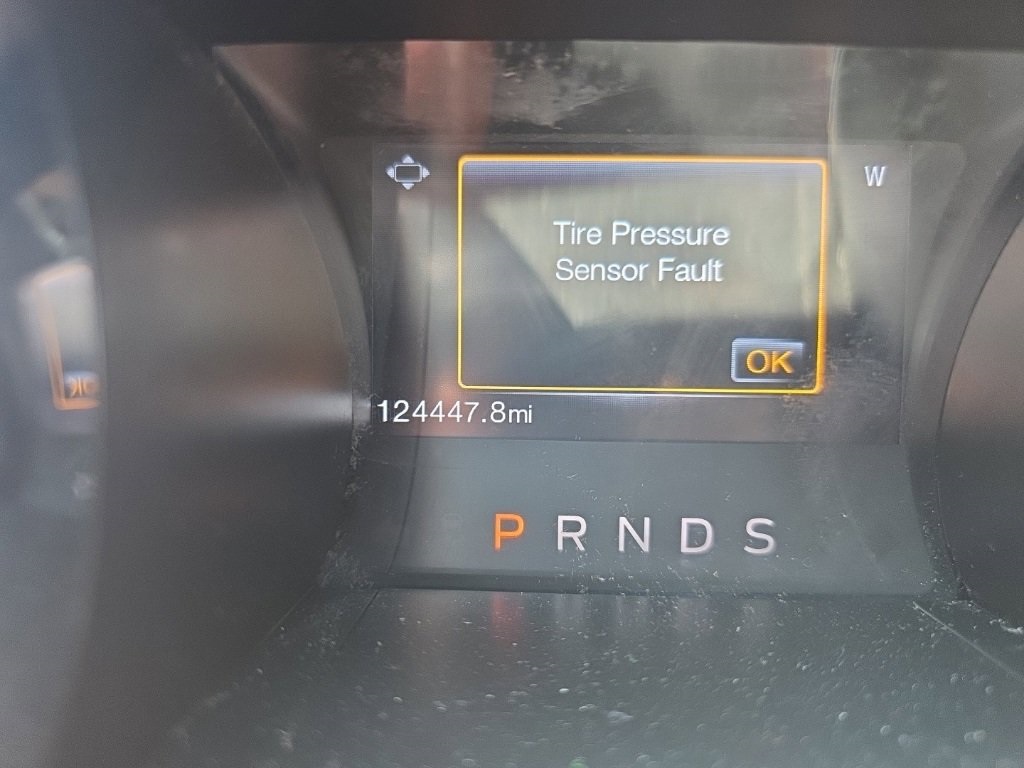 W
Tire Pressure
Sensor Fault
OK
124447.8mi
P R N D S